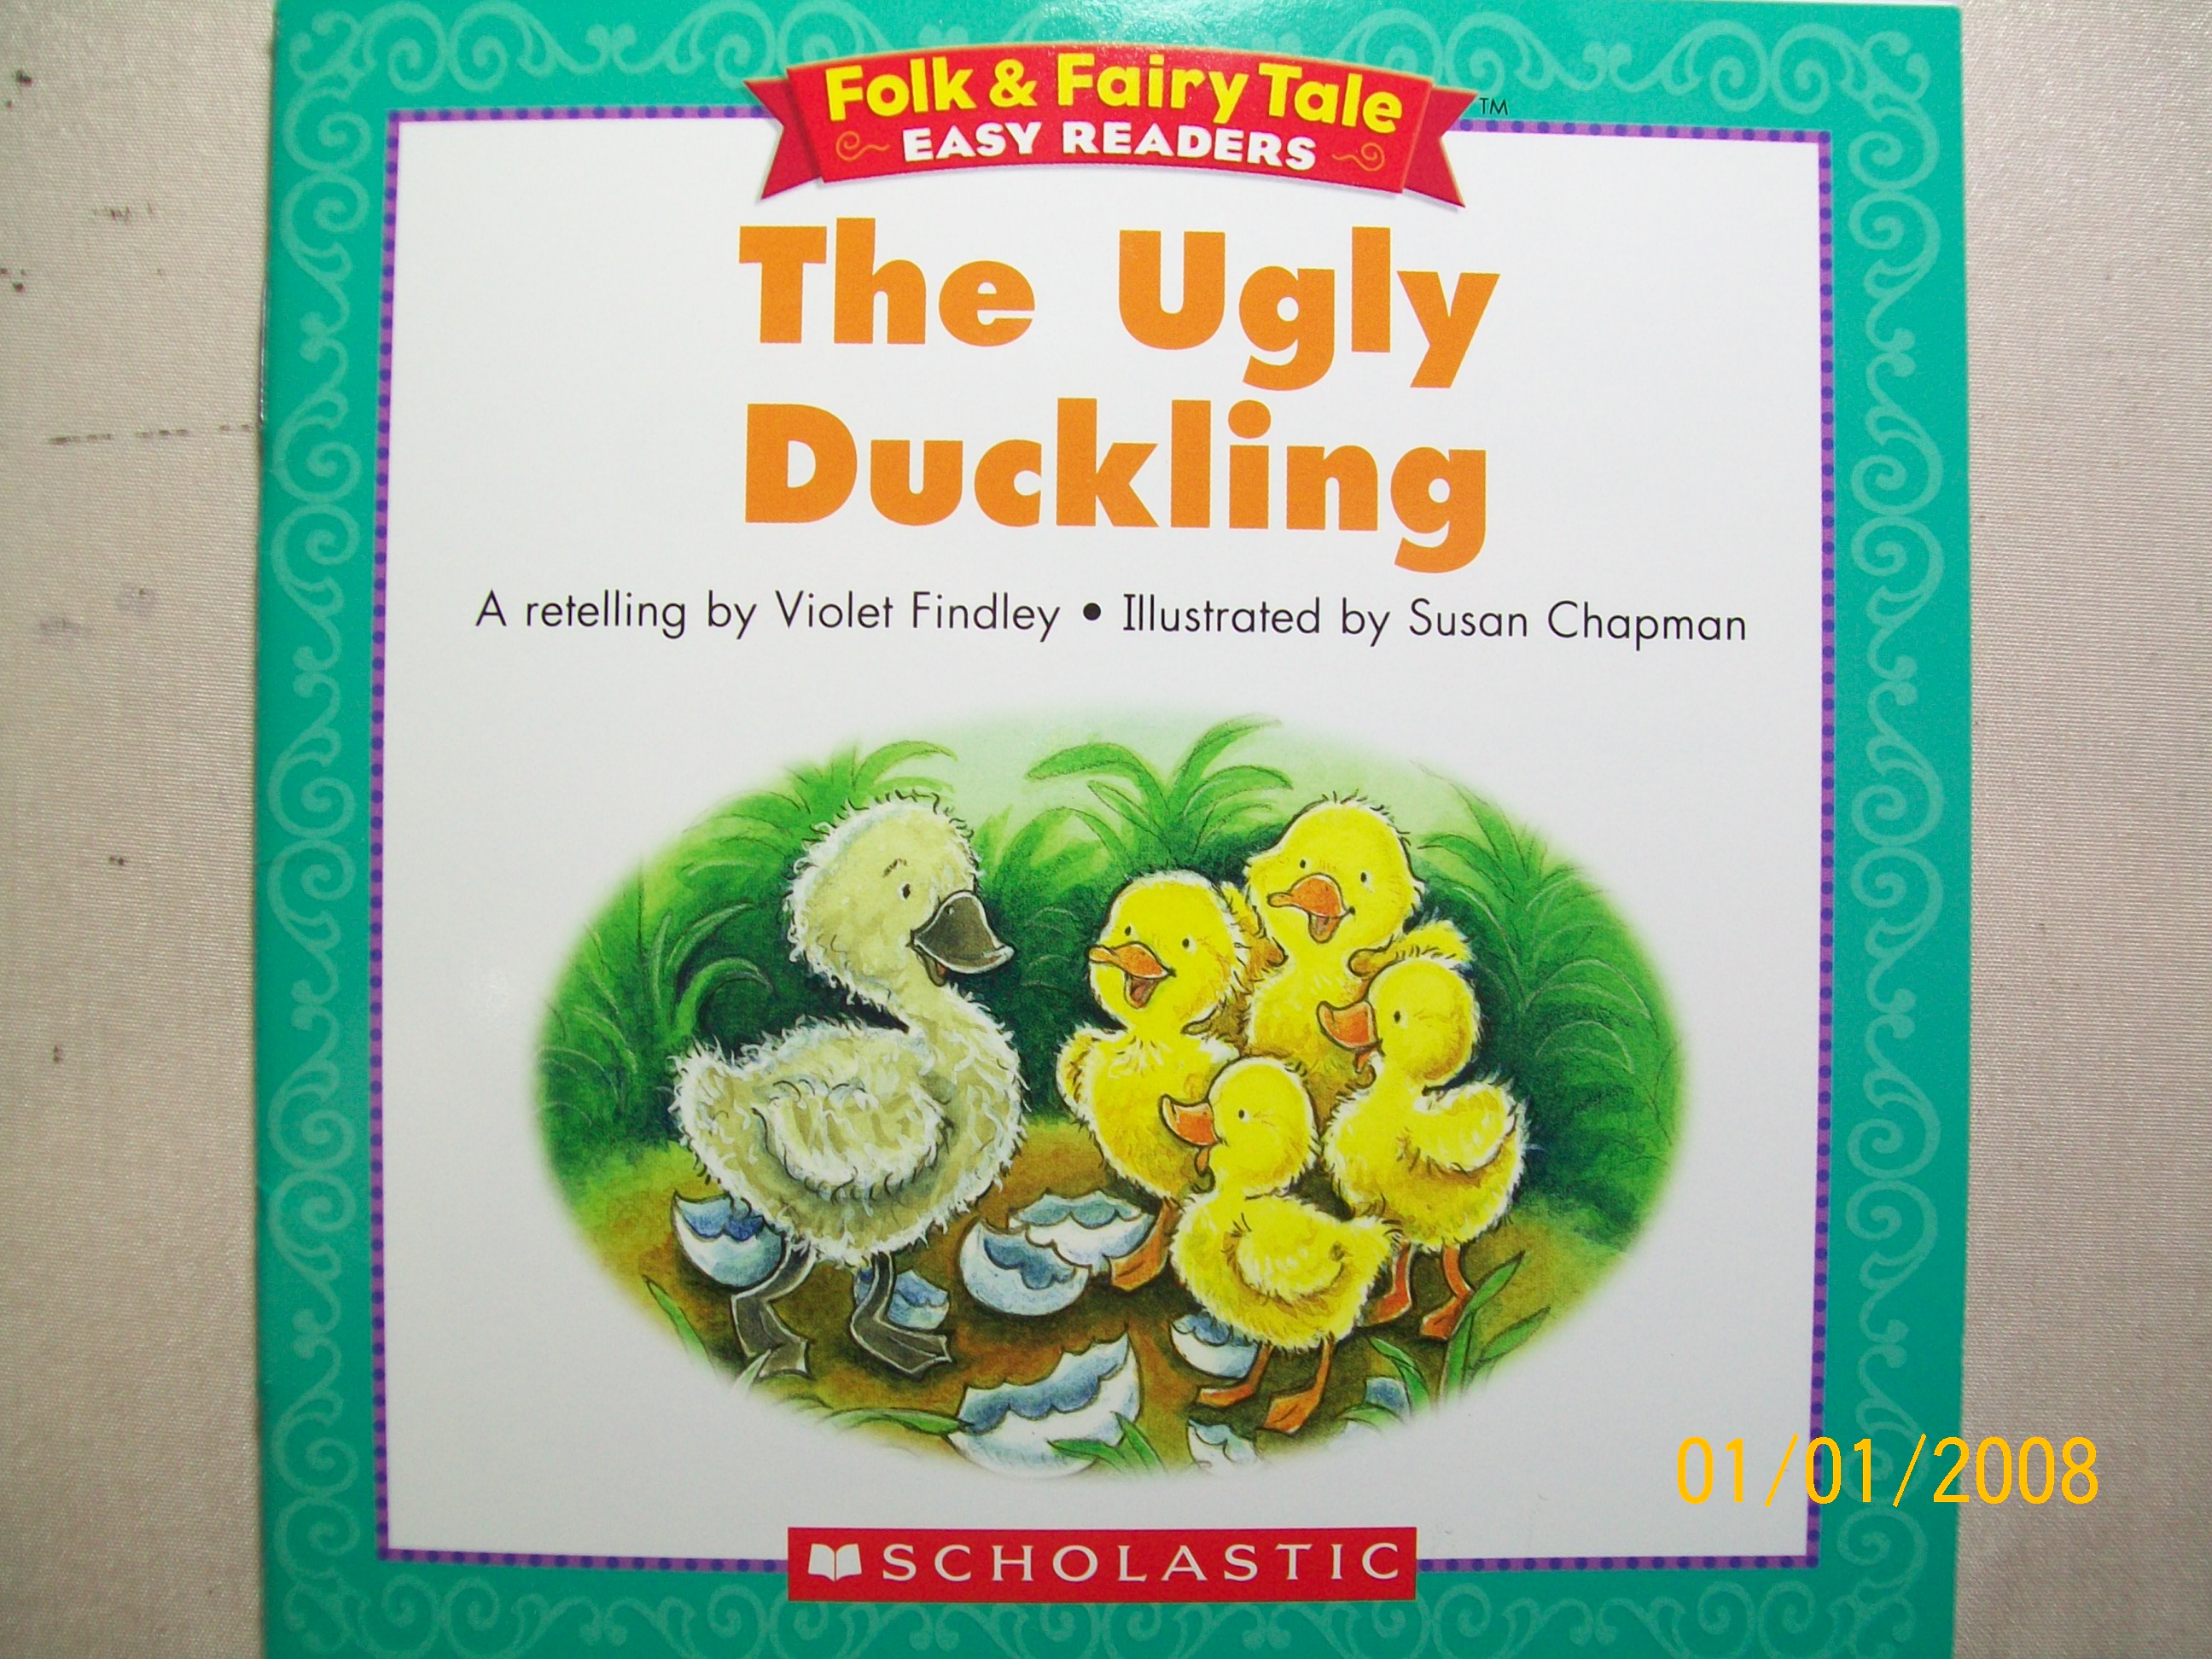 Folk & Fairy Tale ™
EASY READERS
The Ugly
Duckling
A retelling by Violet Findley • Illustrated by Susan Chapman
01/01/2008
SCHOLASTIC